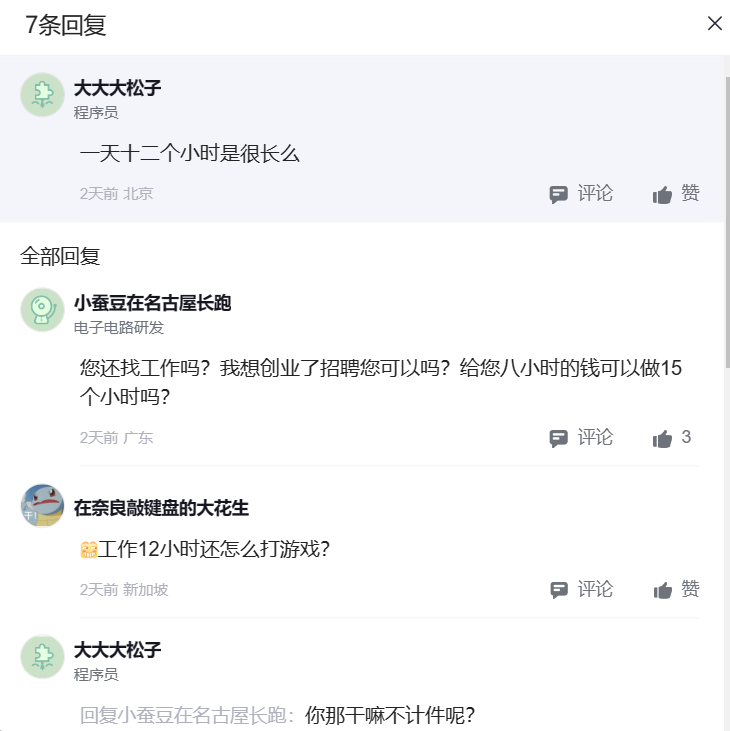 7条回复
大大大松子
程序员
一天十二个小时是很长么
2天前 北京
评论
赞
全部回复
小蚕豆在名古屋长跑
电子电路研发
您还找工作吗？我想创业了招聘您可以吗？给您八小时的钱可以做15
个小时吗？
2天前 广东
评论
3
干!
在奈良敲键盘的大花生
工作12小时还怎么打游戏？
2天前 新加坡
评论
赞
大大大松子
程序员
回复小蚕豆在名古屋长跑：你那干嘛不计件呢？